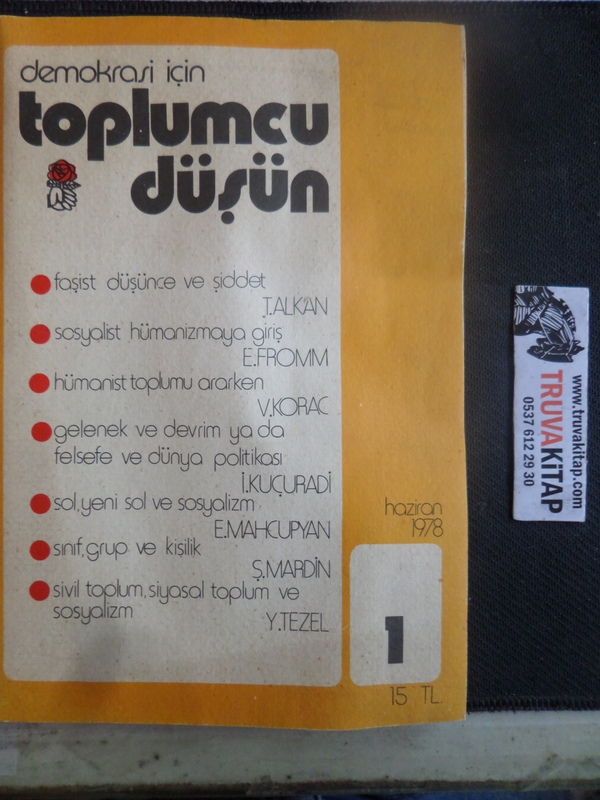 demokrasi için
toplumcu
düşün
faşist düşünce ve şiddet
T.ALKAN
sosyalist hümanizmaya giriş
E.FROMM
hümanist toplumu ararken
V.KORAC
gelenek ve devrim ya da
felsefe ve dünya politikası
İ.KUÇURADİ
sol,yeni sol ve sosyalizm
E.MAHCUPYAN
sınıf,grup ve kişilik
Ş.MARDİN
sivil toplum,siyasal toplum ve
sosyalizm
Y.TEZEL
haziran
1978
1
15 TL.
www.truvakitap.com
TRUVAKİTAP
0537 612 29 30